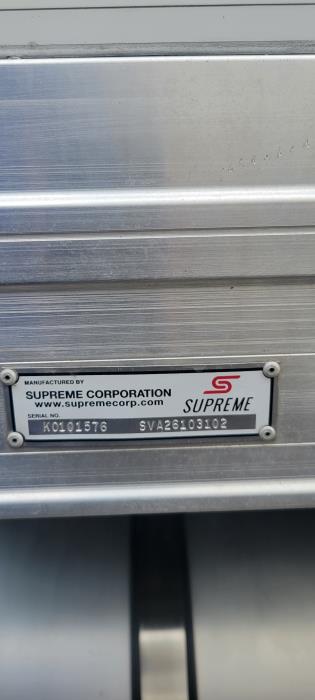 MANUFACTURED BY
SUPREME CORPORATION
www.supremecorp.com
SUPREME
SERIAL NO.
K0101576 SVA26103102